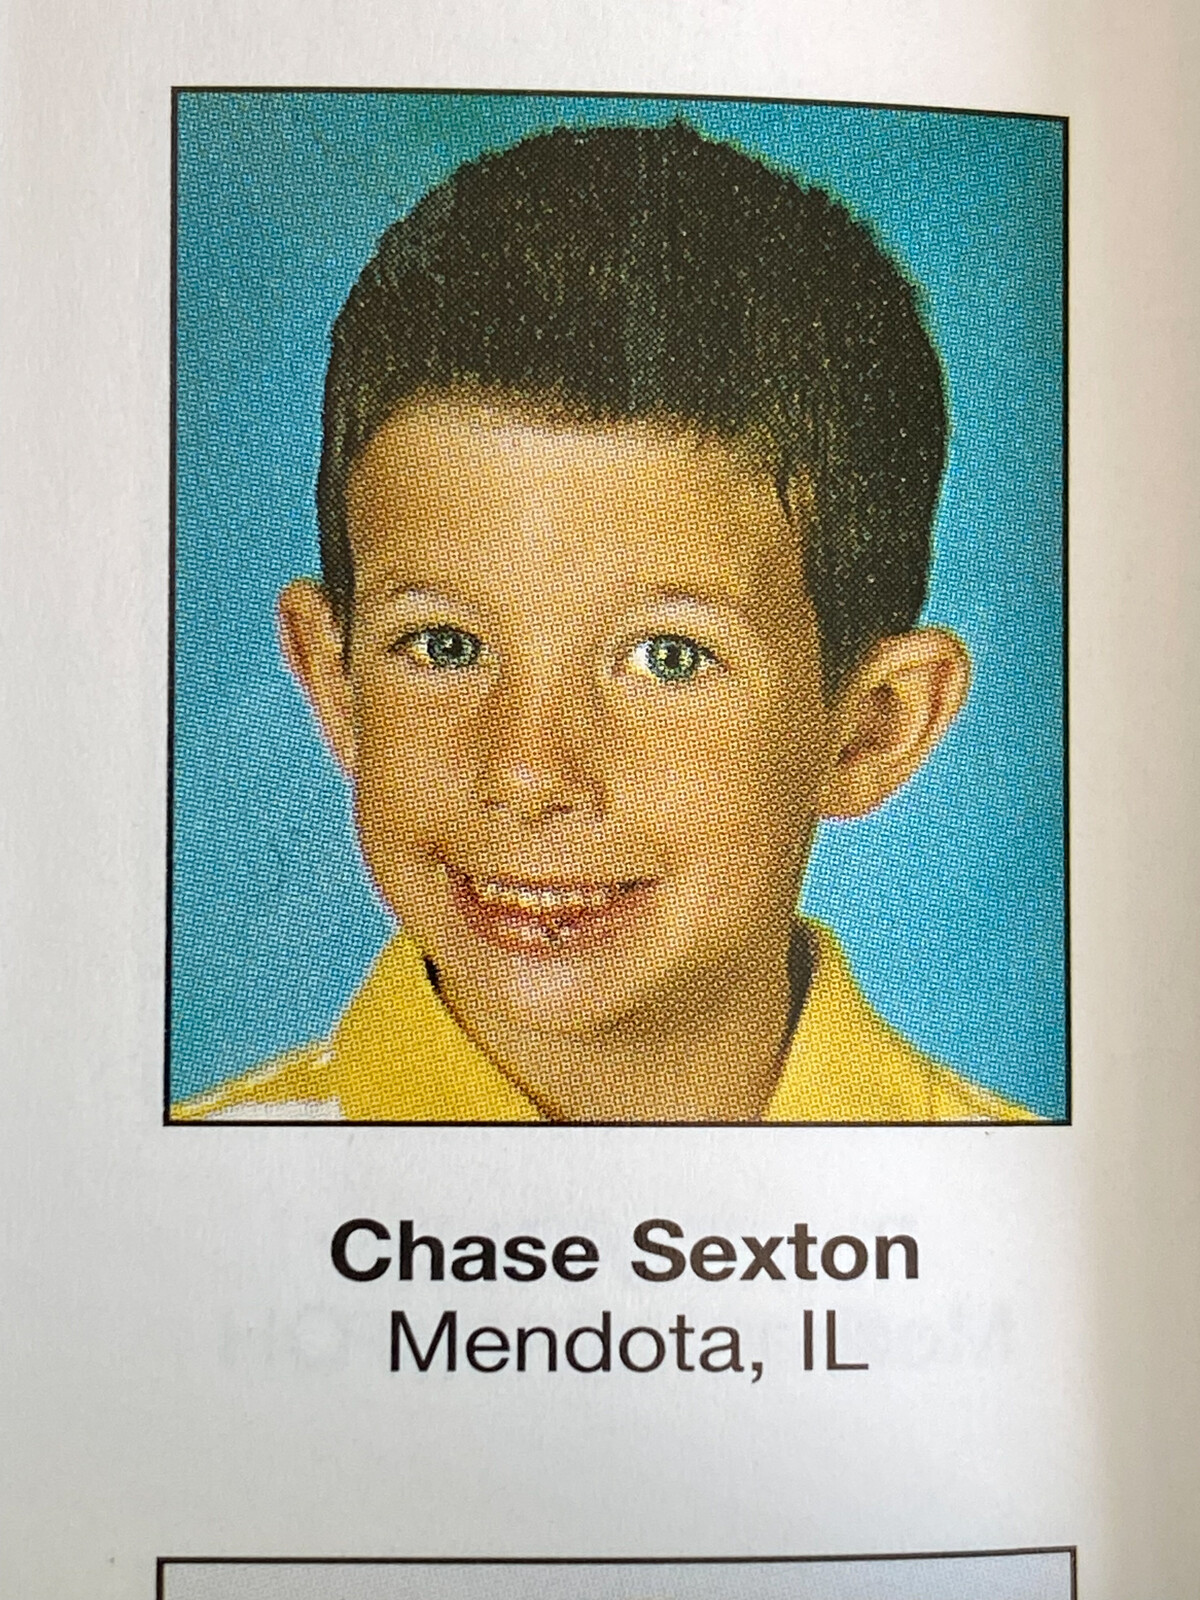 Chase Sexton
Mendota, IL